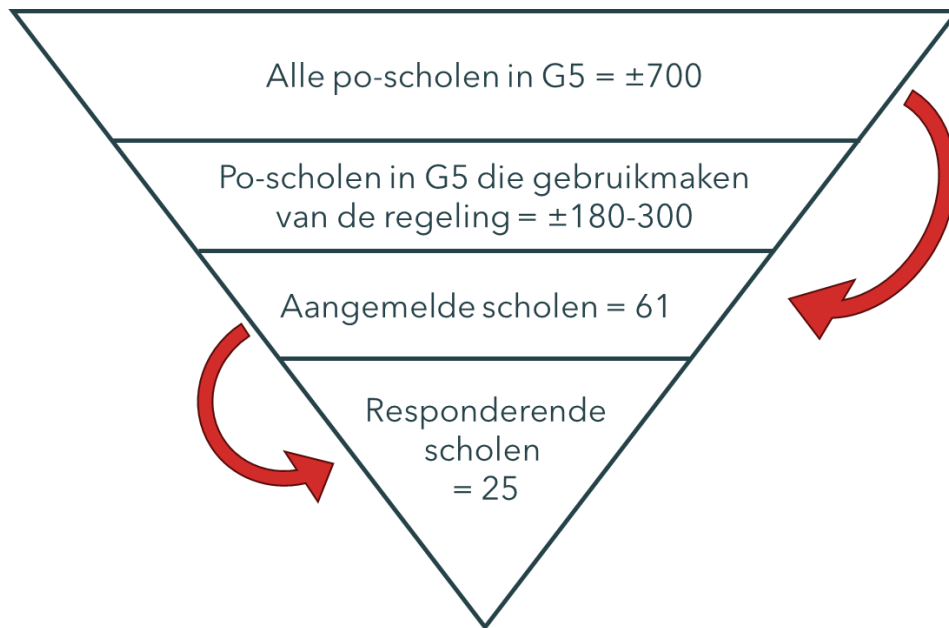 Alle po-scholen in G5 = ±700
Po-scholen in G5 die gebruikmaken
van de regeling = ±180-300
Aangemelde scholen = 61
Responderende
scholen
= 25